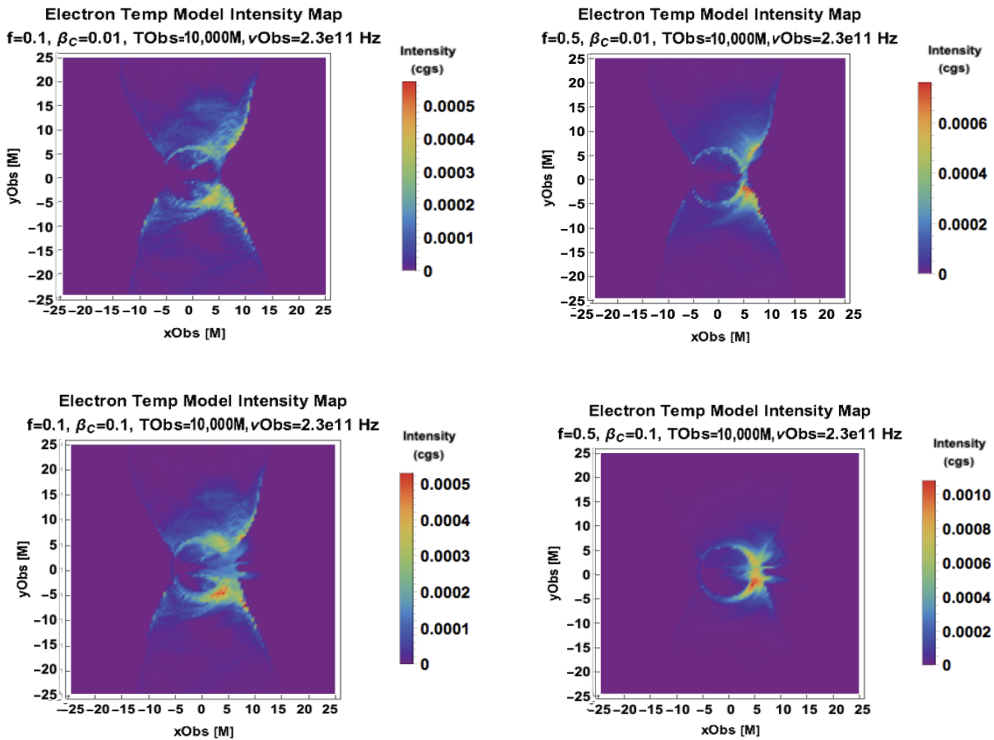 Electron Temp Model Intensity Map
f=0.1, β_C=0.01, TObs=10,000M, νObs=2.3e11 Hz
Intensity
(cgs)
25
20
15
10
5
0
−5
−10
−15
−20
−25
yObs [M]
−25 −20 −15 −10 −5 0 5 10 15 20 25
xObs [M]
0.0005
0.0004
0.0003
0.0002
0.0001
0
Electron Temp Model Intensity Map
f=0.5, β_C=0.01, TObs=10,000M, νObs=2.3e11 Hz
Intensity
(cgs)
25
20
15
10
5
0
−5
−10
−15
−20
−25
yObs [M]
−25 −20 −15 −10 −5 0 5 10 15 20 25
xObs [M]
0.0006
0.0004
0.0002
0
Electron Temp Model Intensity Map
f=0.1, β_C=0.1, TObs=10,000M, νObs=2.3e11 Hz
Intensity
(cgs)
25
20
15
10
5
0
−5
−10
−15
−20
−25
yObs [M]
−25 −20 −15 −10 −5 0 5 10 15 20 25
xObs [M]
0.0005
0.0004
0.0003
0.0002
0.0001
0
Electron Temp Model Intensity Map
f=0.5, β_C=0.1, TObs=10,000M, νObs=2.3e11 Hz
Intensity
(cgs)
25
20
15
10
5
0
−5
−10
−15
−20
−25
yObs [M]
−25 −20 −15 −10 −5 0 5 10 15 20 25
xObs [M]
0.0010
0.0008
0.0006
0.0004
0.0002
0